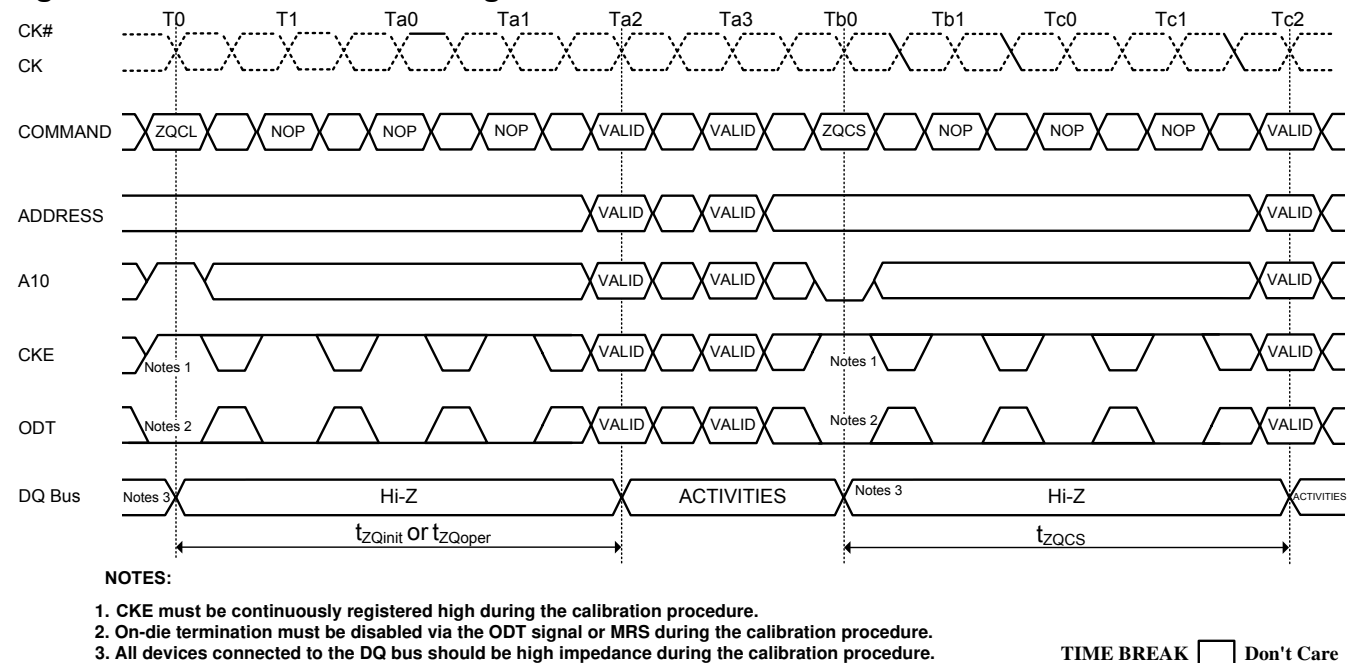 T0 T1 Ta0 Ta1 Ta2 Ta3 Tb0 Tb1 Tc0 Tc1 Tc2
CK#
CK
COMMAND ZQCL NOP NOP NOP VALID VALID ZQCS NOP NOP NOP VALID
ADDRESS VALID VALID VALID
A10 VALID VALID VALID
CKE Notes 1 VALID VALID Notes 1 VALID
ODT Notes 2 VALID VALID Notes 2 VALID
DQ Bus Notes 3 Hi-Z ACTIVITIES Notes 3 Hi-Z ACTIVITIES
tZQinit or tZQoper tZQCS
NOTES:
1. CKE must be continuously registered high during the calibration procedure.
2. On-die termination must be disabled via the ODT signal or MRS during the calibration procedure.
3. All devices connected to the DQ bus should be high impedance during the calibration procedure.
TIME BREAK Don't Care